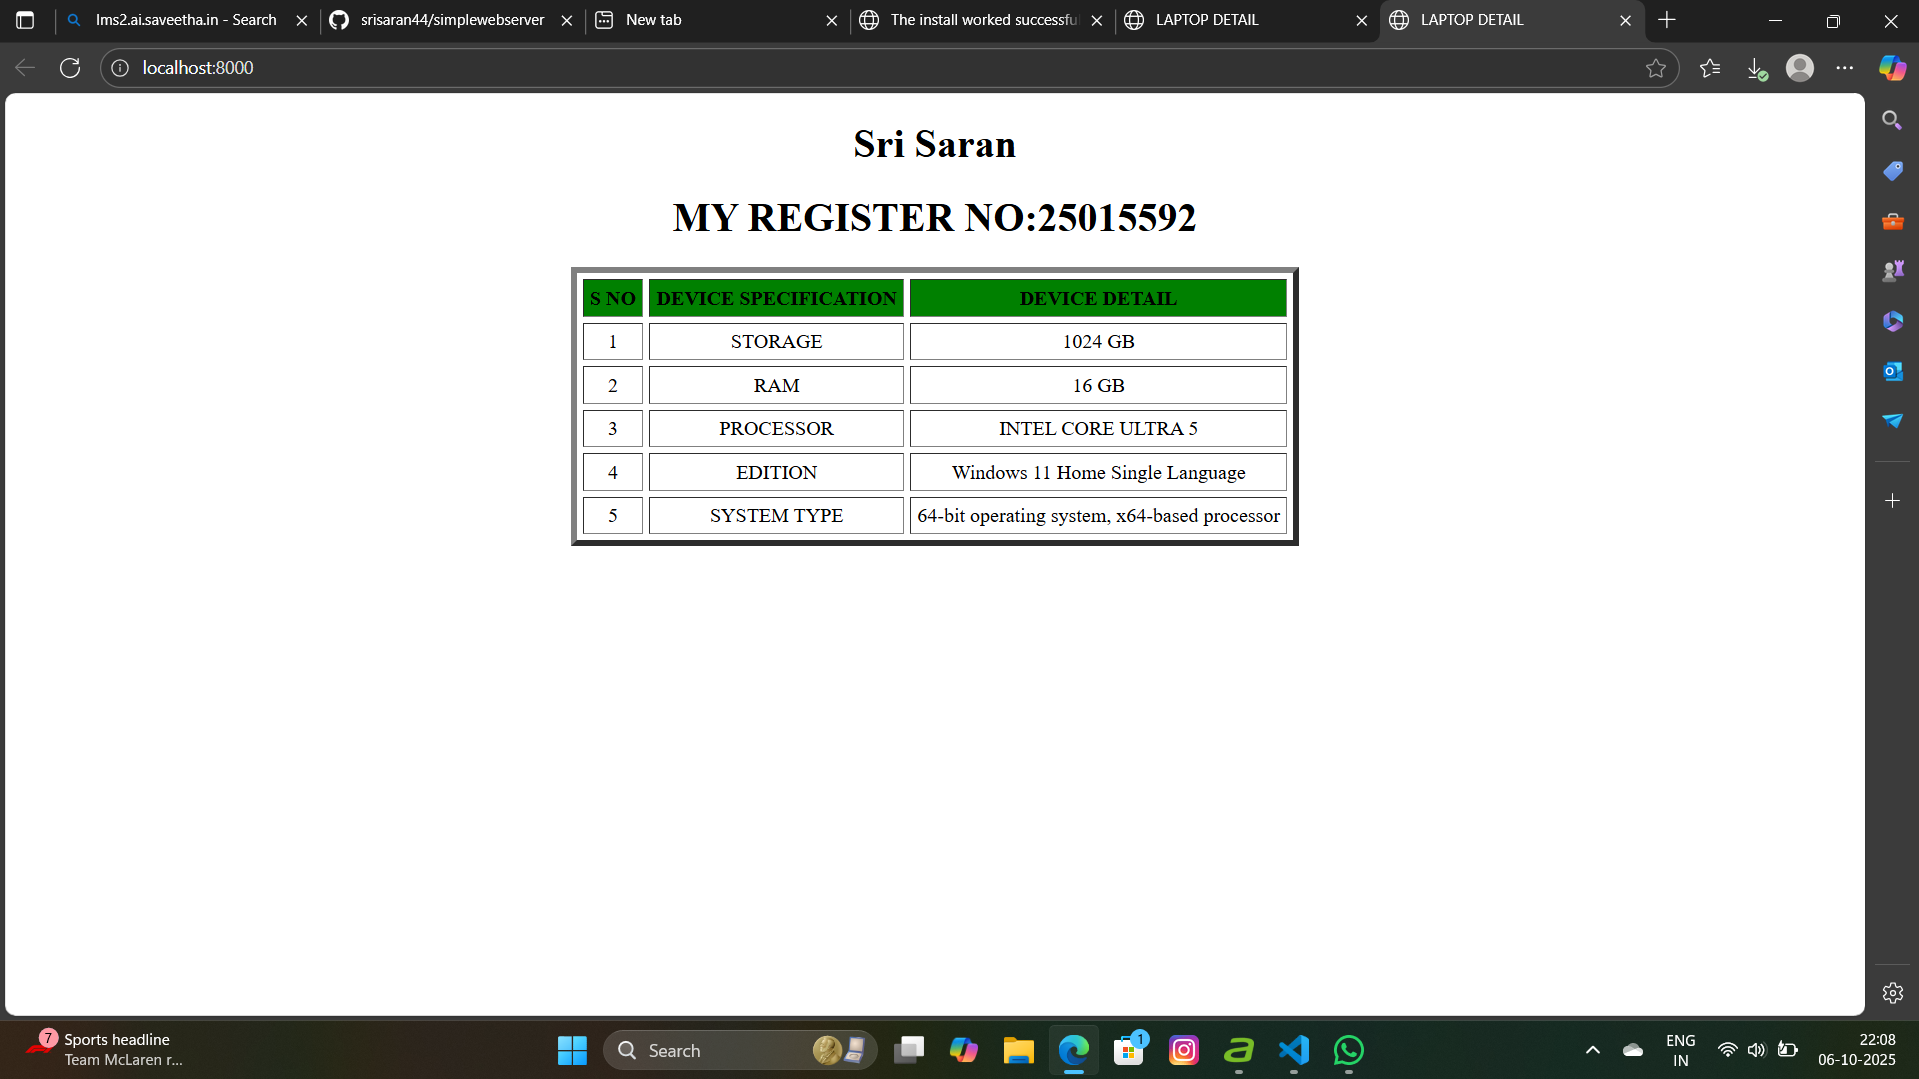 lms2.ai.saveetha.in - Search
srisaran44/simplewebserver
New tab
The install worked successfu
LAPTOP DETAIL
LAPTOP DETAIL
localhost:8000
Sri Saran
MY REGISTER NO:25015592
S NO DEVICE SPECIFICATION DEVICE DETAIL
1 STORAGE 1024 GB
2 RAM 16 GB
3 PROCESSOR INTEL CORE ULTRA 5
4 EDITION Windows 11 Home Single Language
5 SYSTEM TYPE 64-bit operating system, x64-based processor
7
Sports headline
Team McLaren r...
Search
1
ENG
IN
22:08
06-10-2025